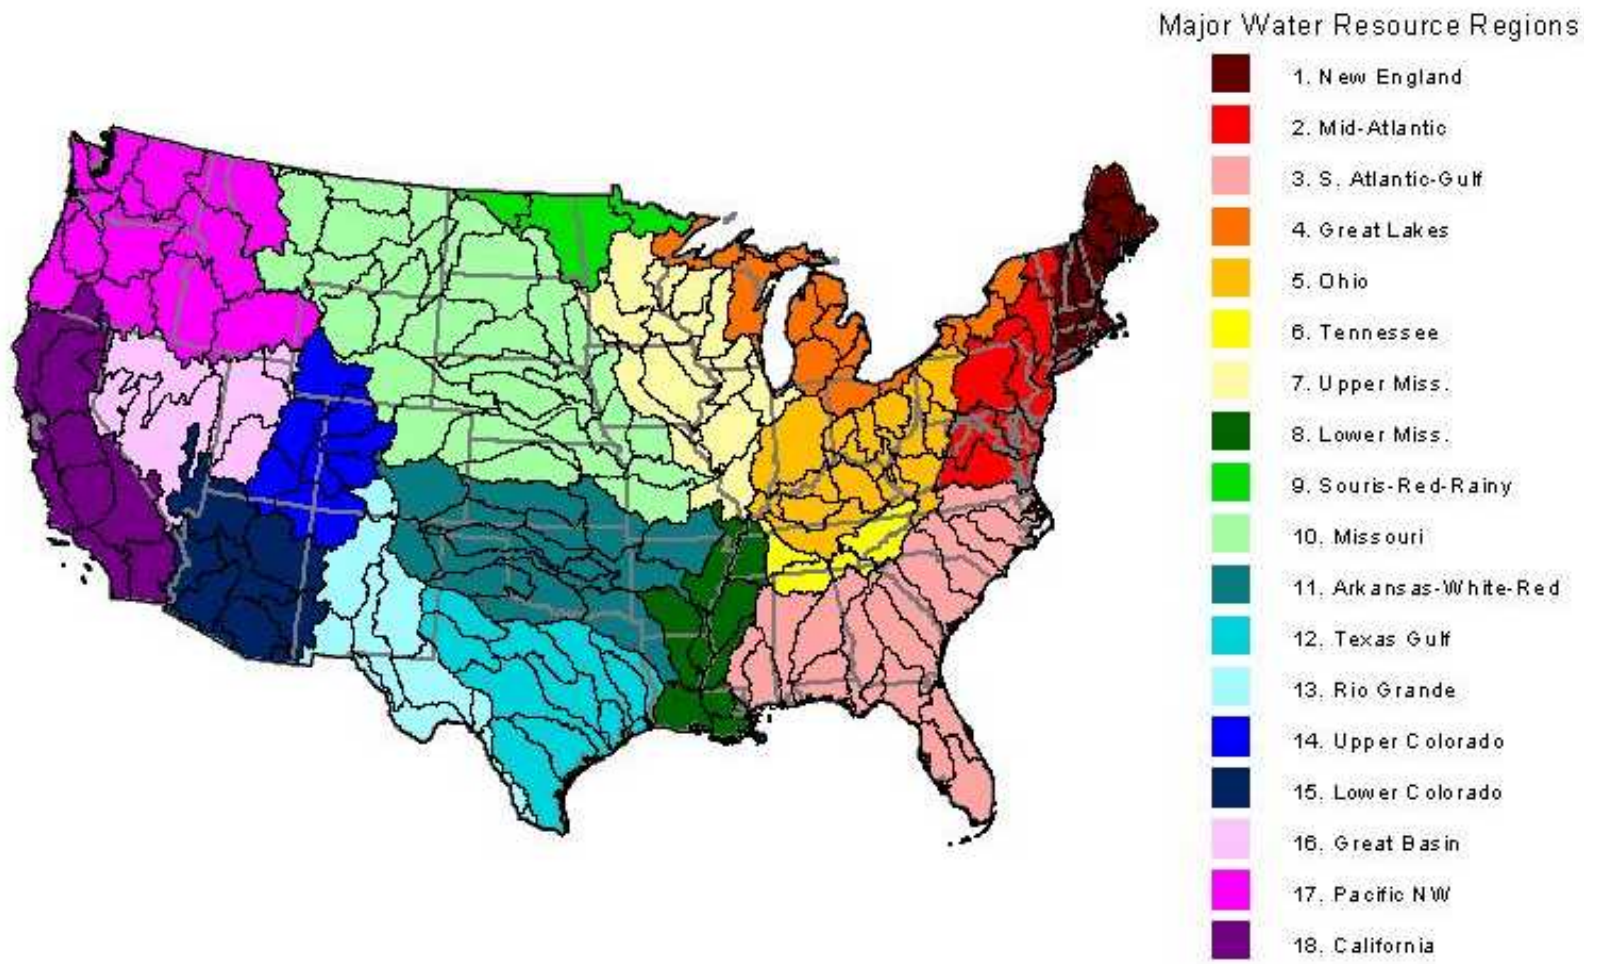 Major Water Resource Regions
1. New England
2. Mid-Atlantic
3. S. Atlantic-Gulf
4. Great Lakes
5. Ohio
6. Tennessee
7. Upper Miss.
8. Lower Miss.
9. Souris-Red-Rainy
10. Missouri
11. Arkansas-White-Red
12. Texas Gulf
13. Rio Grande
14. Upper Colorado
15. Lower Colorado
16. Great Basin
17. Pacific NW
18. California